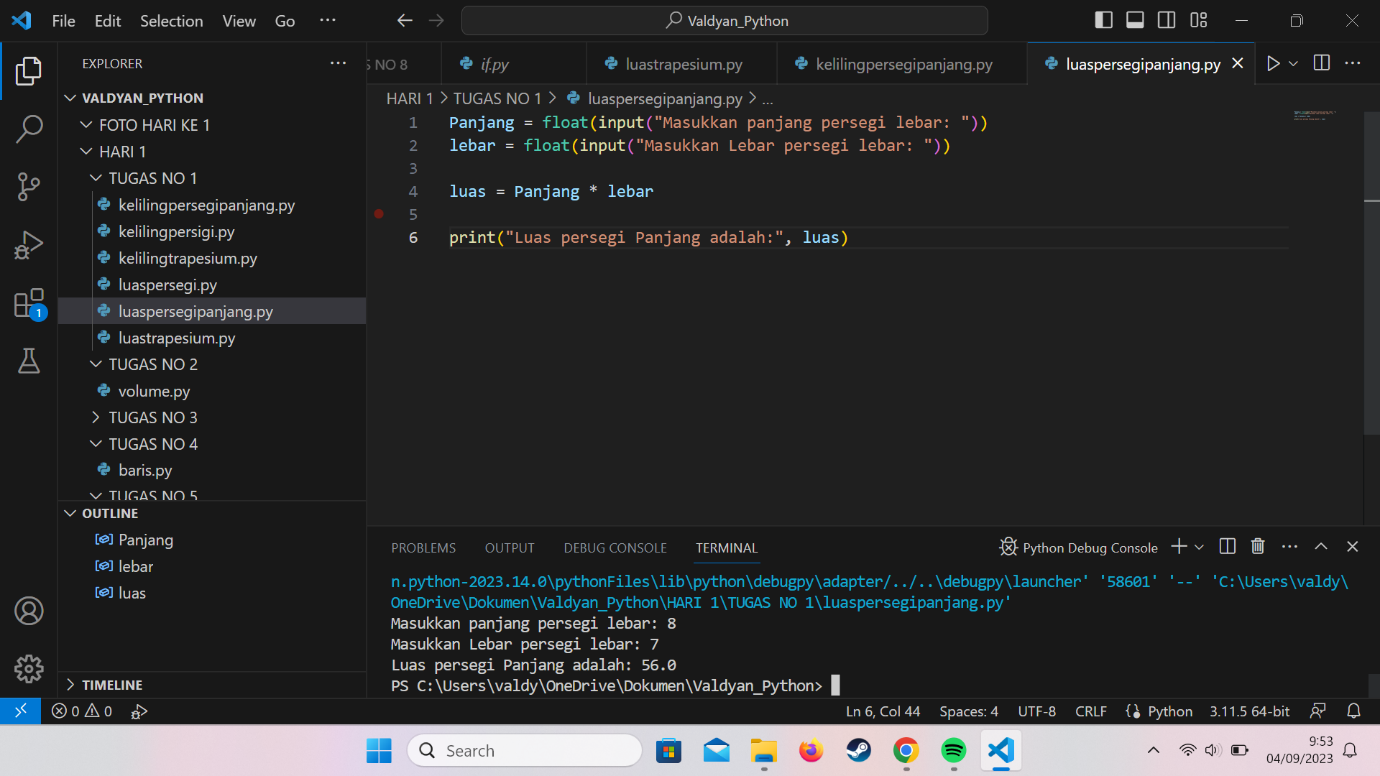 File Edit Selection View Go ···
Valdyan_Python
EXPLORER ···
VALDYAN_PYTHON
FOTO HARI KE 1
HARI 1
TUGAS NO 1
kelilingpersegipanjang.py
kelilingpersigi.py
kelilingtrapesium.py
luaspersegi.py
luaspersegipanjang.py
luastrapesium.py
TUGAS NO 2
volume.py
TUGAS NO 3
TUGAS NO 4
baris.py
TUGAS NO 5
OUTLINE
Panjang
lebar
luas
TIMELINE
1
S NO 8 if.py luastrapesium.py kelilingpersegipanjang.py luaspersegipanjang.py
HARI 1 > TUGAS NO 1 > luaspersegipanjang.py > ...
1 Panjang = float(input("Masukkan panjang persegi lebar: "))
2 lebar = float(input("Masukkan Lebar persegi lebar: "))
3
4 luas = Panjang * lebar
5
6 print("Luas persegi Panjang adalah:", luas)
PROBLEMS OUTPUT DEBUG CONSOLE TERMINAL Python Debug Console
n.python-2023.14.0\pythonFiles\lib\python\debugpy\adapter/../..\debugpy\launcher' '58601' '--' 'C:\Users\valdy\
OneDrive\Dokumen\Valdyan_Python\HARI 1\TUGAS NO 1\luaspersegipanjang.py'
Masukkan panjang persegi lebar: 8
Masukkan Lebar persegi lebar: 7
Luas persegi Panjang adalah: 56.0
PS C:\Users\valdy\OneDrive\Dokumen\Valdyan_Python>
0 0 Ln 6, Col 44 Spaces: 4 UTF-8 CRLF Python 3.11.5 64-bit
Search
9:53
04/09/2023